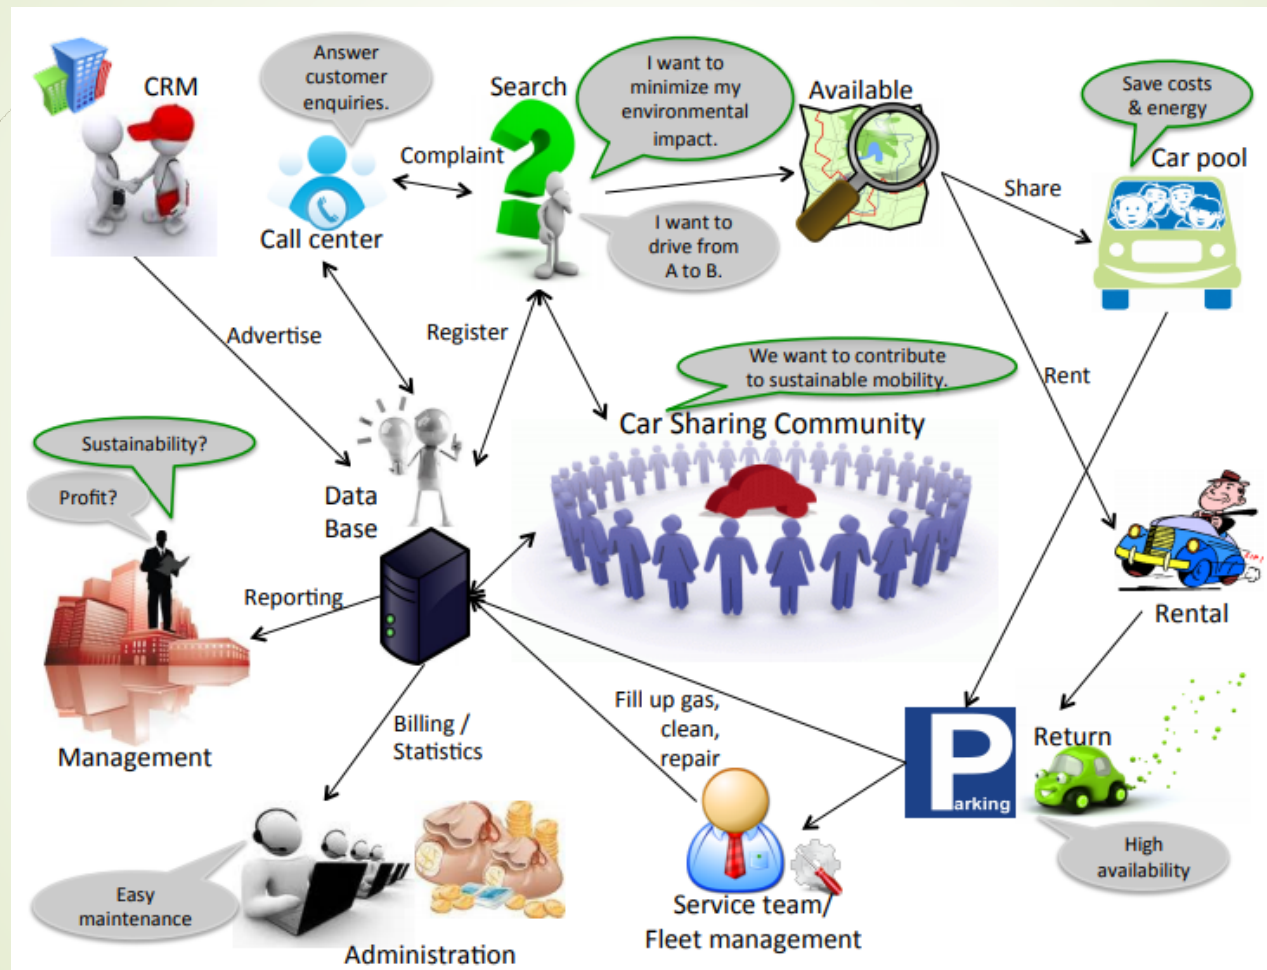 CRM
Answer
customer
enquiries.
Search
I want to
minimize my
environmental
impact.
Available
Save costs
& energy
Car pool
Complaint
Call center
I want to
drive from
A to B.
Share
Advertise
Register
We want to contribute
to sustainable mobility.
Rent
Car Sharing Community
Sustainability?
Profit?
Data
Base
Reporting
Rental
Management
Billing /
Statistics
Fill up gas,
clean,
repair
Parking
Return
High
availability
Easy
maintenance
Administration
Service team/
Fleet management